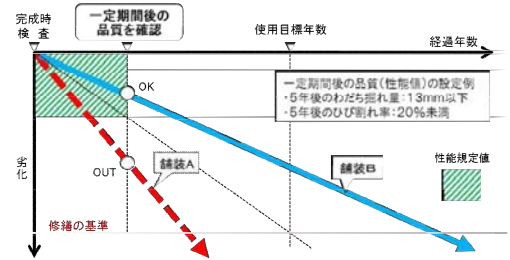 完成時
検査
一定期間後の
品質を確認
使用目標年数
経過年数
OK
一定期間後の品質(性能値)の設定例
・5年後のわだち掘れ量:13mm以下
・5年後のひび割れ率:20%未満
劣化
OUT
舗装A
舗装B
性能規定値
修繕の基準